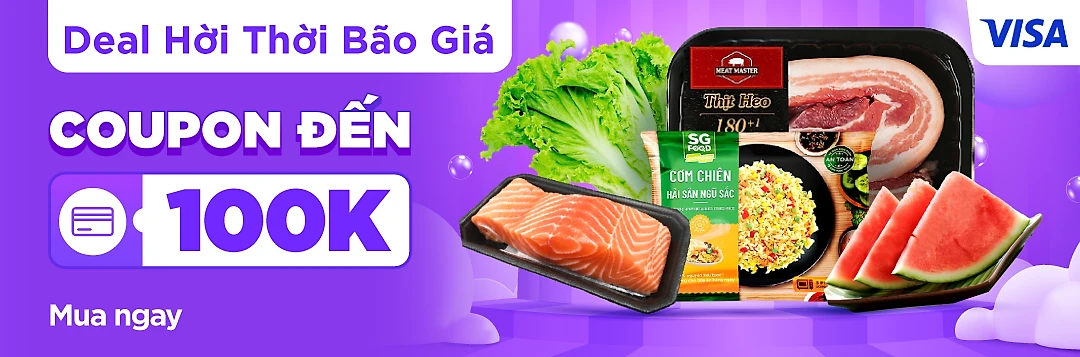 Deal Hời Thời Bão Giá
VISA
COUPON ĐẾN
100K
Mua ngay
MEAT MASTER
Thịt Heo
180+1
SG
FOOD
CƠM CHIÊN
HẢI SẢN NGŨ SẮC
AN TOÀN